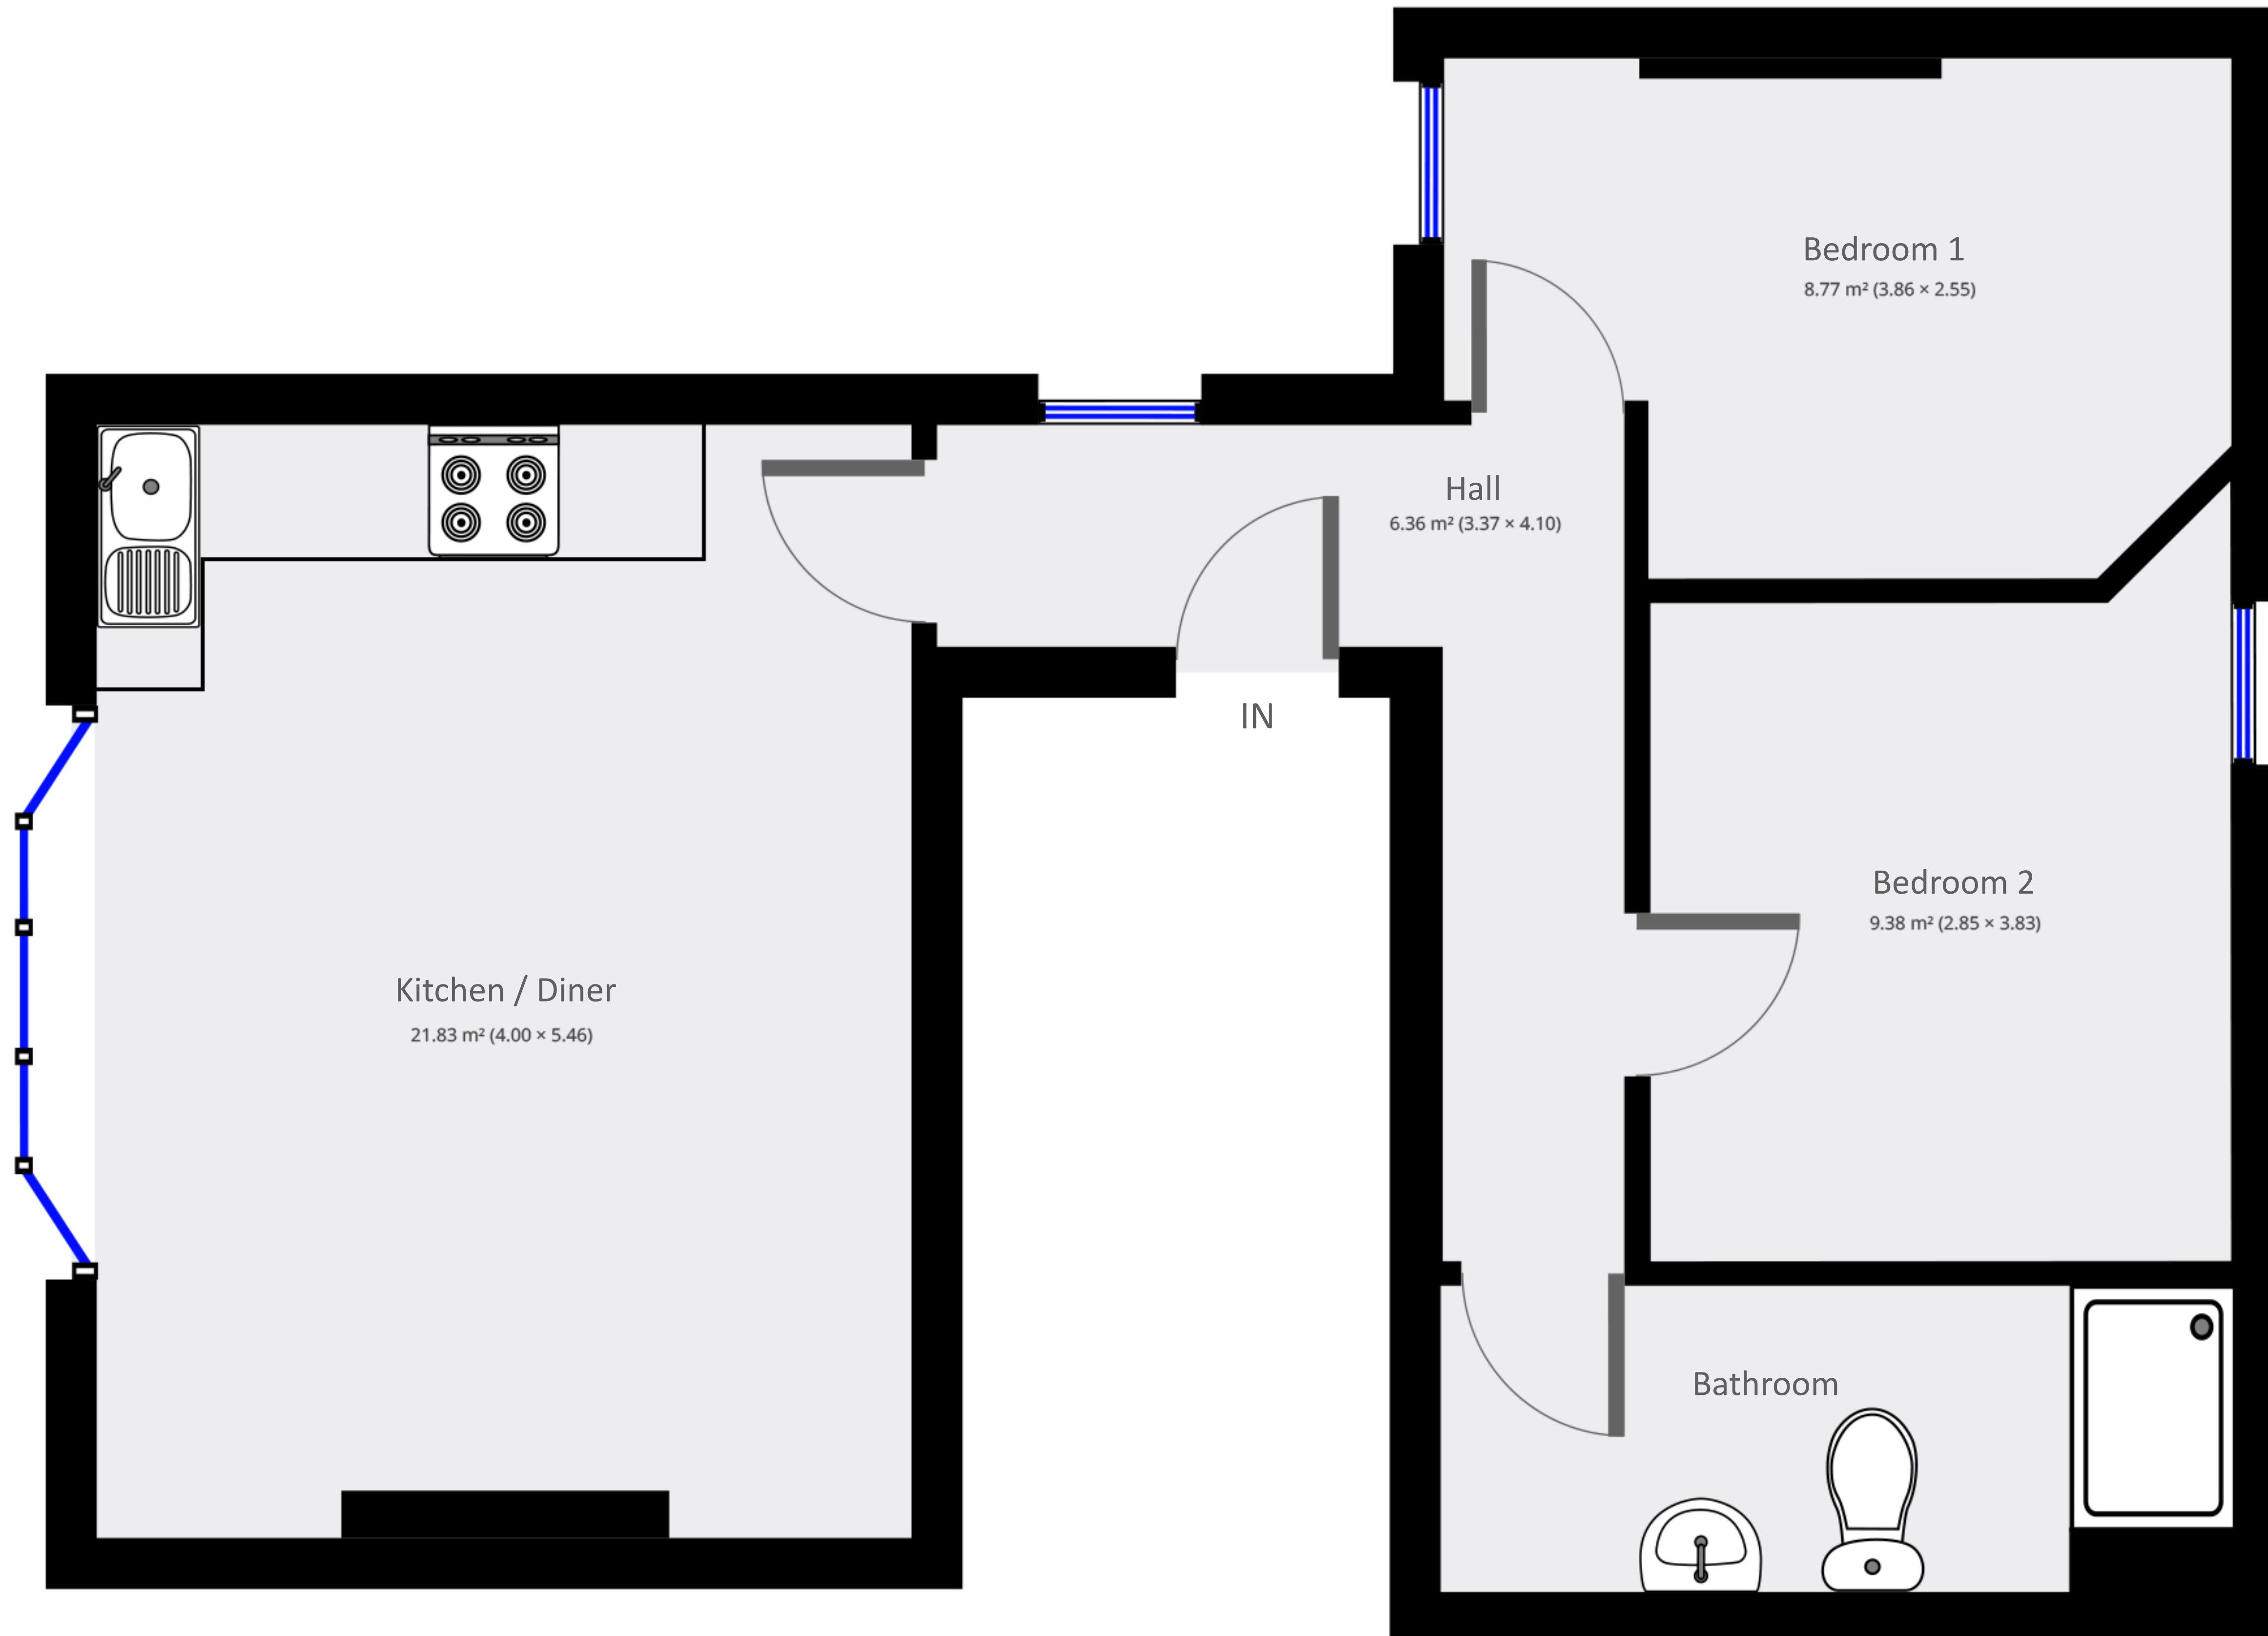 Bedroom 1
8.77 m² (3.86 × 2.55)
Hall
6.36 m² (3.37 × 4.10)
IN
Bedroom 2
9.38 m² (2.85 × 3.83)
Kitchen / Diner
21.83 m² (4.00 × 5.46)
Bathroom